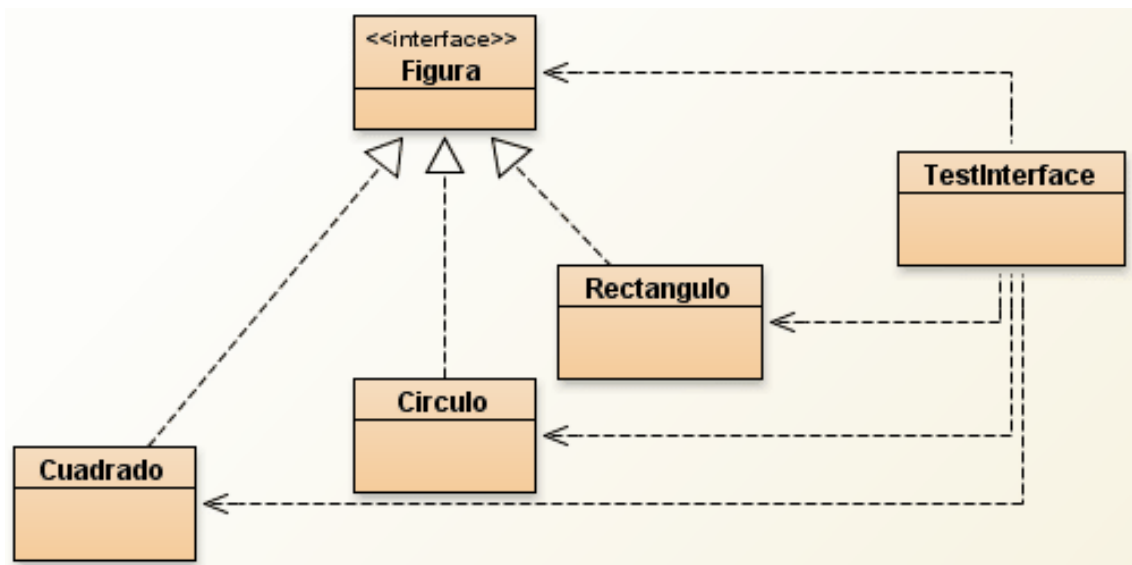 <<interface>>
Figura
TestInterface
Rectangulo
Circulo
Cuadrado